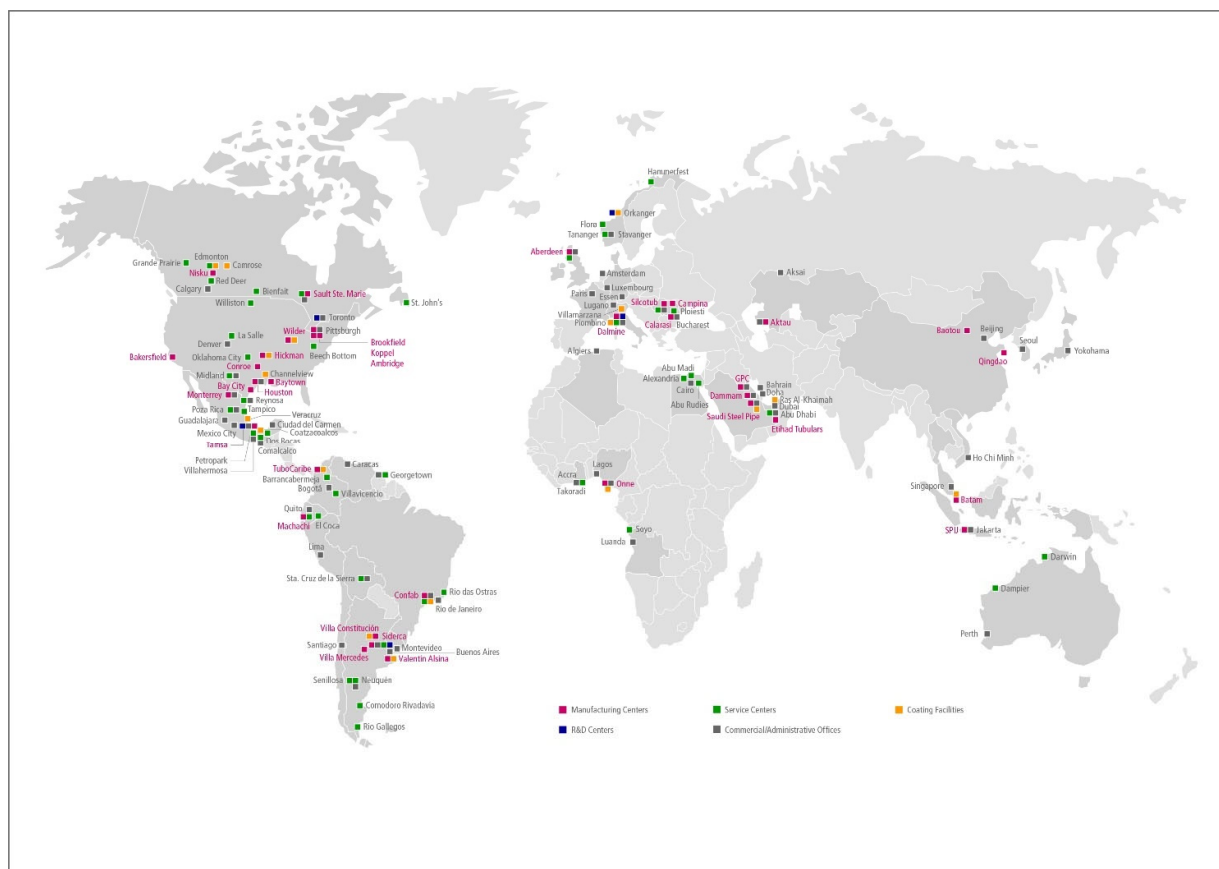 Hanunerfest
Orkanger
Floro
Tananger
Stavanger
Aberdeen
Amsterdam
Luxembourg
Paris
Essen
Lugano
Villamarzana
Piombino
Dalmine
Silcotub
Campina
Ploiesti
Calarasi
Bucharest
Aksai
Aktau
Baotou
Beijing
Seoul
Yokohama
Qingdao
Edmonton
Grande Prairie
Camrose
Nisku
Red Deer
Calgary
Bienfait
Sault Ste. Marie
Williston
St. John's
Toronto
La Salle
Wilder
Pittsburgh
Denver
Brookfield
Koppel
Ambridge
Bakersfield
Oklahoma City
Hickman
Beech Bottom
Conroe
Channelview
Midland
Baytown
Bay City
Houston
Monterrey
Reynosa
Poza Rica
Tampico
Veracruz
Guadalajara
Ciudad del Carmen
Mexico City
Coatzacoalcos
Tamsa
Dos Bocas
Comalcalco
Petropark
Villahermosa
Algiers
Abu Madi
Alexandria
Cairo
Abu Rudies
GPC
Bahrain
Doha
Dammam
Ras Al-Khaimah
Dubai
Saudi Steel Pipe
Abu Dhabi
Etihad Tubulars
TuboCaribe
Caracas
Barrancabermeja
Georgetown
Bogotá
Villavicencio
Quito
Machachi
El Coca
Lima
Accra
Lagos
Takoradi
Onne
Soyo
Luanda
Ho Chi Minh
Singapore
Batam
SPIJ
Jakarta
Darwin
Dampier
Perth
Sta. Cruz de la Sierra
Confab
Rio das Ostras
Rio de Janeiro
Villa Constitución
Siderca
Santiago
Montevideo
Buenos Aires
Villa Mercedes
Valentin Alsina
Senillosa
Neuquén
Comodoro Rivadavia
Rio Gallegos
Manufacturing Centers
Service Centers
Coating Facilities
R&D Centers
Commercial/Administrative Offices